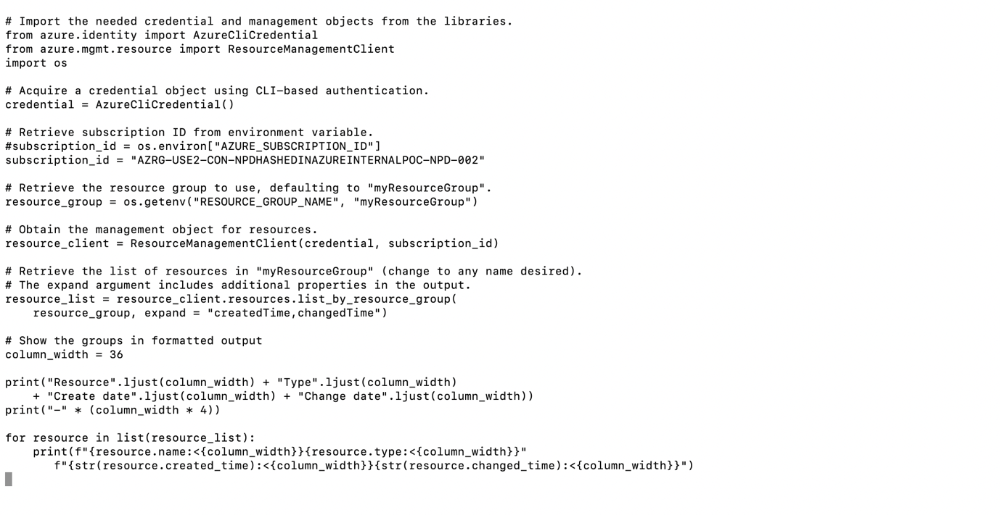 # Import the needed credential and management objects from the libraries.
from azure.identity import AzureCliCredential
from azure.mgmt.resource import ResourceManagementClient
import os

# Acquire a credential object using CLI-based authentication.
credential = AzureCliCredential()

# Retrieve subscription ID from environment variable.
#subscription_id = os.environ["AZURE_SUBSCRIPTION_ID"]
subscription_id = "AZRG-USE2-CON-NPDHASHEDINAZUREINTERNALPOC-NPD-002"

# Retrieve the resource group to use, defaulting to "myResourceGroup".
resource_group = os.getenv("RESOURCE_GROUP_NAME", "myResourceGroup")

# Obtain the management object for resources.
resource_client = ResourceManagementClient(credential, subscription_id)

# Retrieve the list of resources in "myResourceGroup" (change to any name desired).
# The expand argument includes additional properties in the output.
resource_list = resource_client.resources.list_by_resource_group(
    resource_group, expand = "createdTime,changedTime")

# Show the groups in formatted output
column_width = 36

print("Resource".ljust(column_width) + "Type".ljust(column_width)
    + "Create date".ljust(column_width) + "Change date".ljust(column_width))
print("-" * (column_width * 4))

for resource in list(resource_list):
    print(f"{resource.name:<{column_width}}{resource.type:<{column_width}}"
       f"{str(resource.created_time):<{column_width}}{str(resource.changed_time):<{column_width}}")